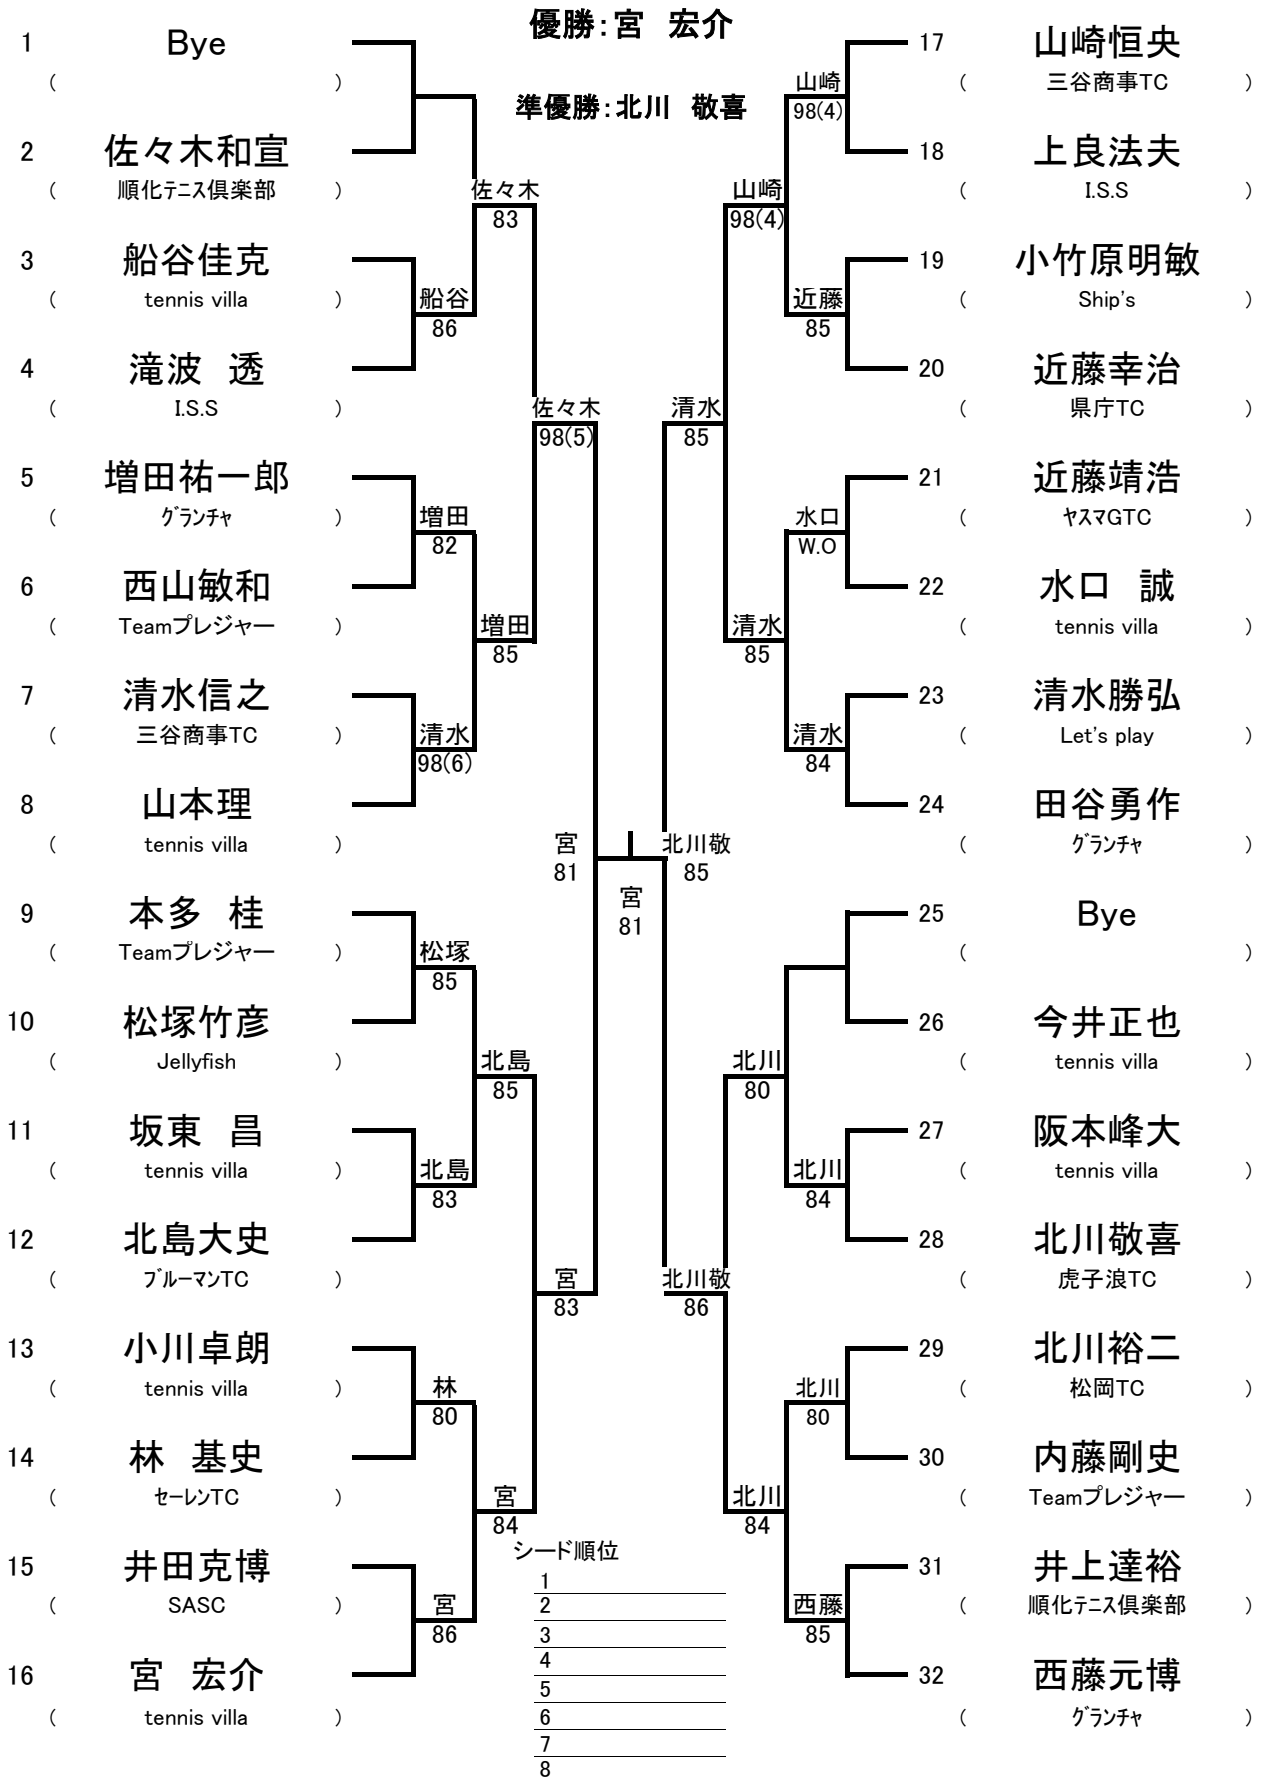 優勝：宮　宏介
準優勝：北川　敬喜
1 Bye
( )
2 佐々木和宣
( 順化ﾃﾆｽ倶楽部 )
3 船谷佳克
( tennis villa )
4 滝波　透
( I.S.S )
5 増田祐一郎
( ｸﾞﾗﾝﾁｬ )
6 西山敏和
( Teamプレジャー )
7 清水信之
( 三谷商事TC )
8 山本理
( tennis villa )
9 本多　桂
( Teamプレジャー )
10 松塚竹彦
( Jellyfish )
11 坂東　昌
( tennis villa )
12 北島大史
( ﾌﾞﾙｰﾏﾝTC )
13 小川卓朗
( tennis villa )
14 林　基史
( ｾｰﾚﾝTC )
15 井田克博
( SASC )
16 宮　宏介
( tennis villa )
船谷
86
増田
82
清水
98(6)
松塚
85
北島
83
林
80
宮
86
佐々木
83
増田
85
北島
85
宮
84
佐々木
98(5)
宮
83
宮
81
宮
81
北川敬
85
清水
85
北川敬
86
山崎
98(4)
清水
85
北川
80
北川
84
山崎
98(4)
近藤
85
水口
W.O
清水
84
北川
84
北川
80
西藤
85
17 山崎恒央
( 三谷商事TC )
18 上良法夫
( I.S.S )
19 小竹原明敏
( Ship's )
20 近藤幸治
( 県庁TC )
21 近藤靖浩
( ﾔｽﾏGTC )
22 水口　誠
( tennis villa )
23 清水勝弘
( Let's play )
24 田谷勇作
( ｸﾞﾗﾝﾁｬ )
25 Bye
( )
26 今井正也
( tennis villa )
27 阪本峰大
( tennis villa )
28 北川敬喜
( 虎子浪TC )
29 北川裕二
( 松岡TC )
30 内藤剛史
( Teamプレジャー )
31 井上達裕
( 順化ﾃﾆｽ倶楽部 )
32 西藤元博
( ｸﾞﾗﾝﾁｬ )
シード順位
1
2
3
4
5
6
7
8